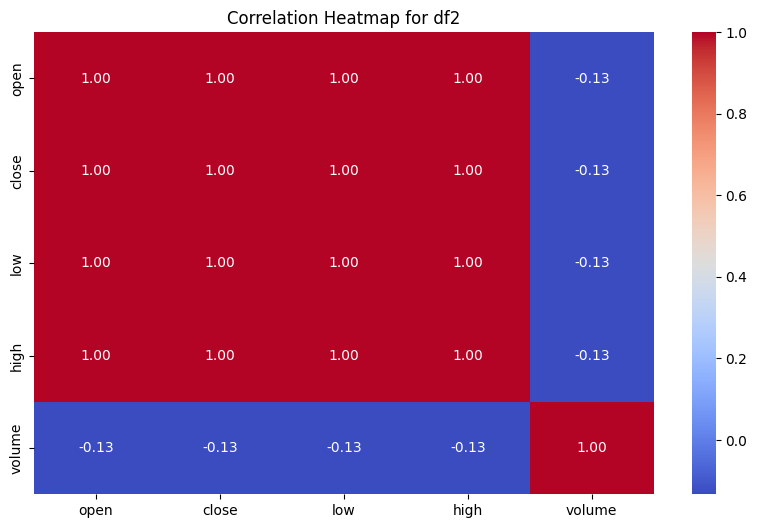 Correlation Heatmap for df2
open 1.00 1.00 1.00 1.00 -0.13
close 1.00 1.00 1.00 1.00 -0.13
low 1.00 1.00 1.00 1.00 -0.13
high 1.00 1.00 1.00 1.00 -0.13
volume -0.13 -0.13 -0.13 -0.13 1.00
open close low high volume
1.0
0.8
0.6
0.4
0.2
0.0